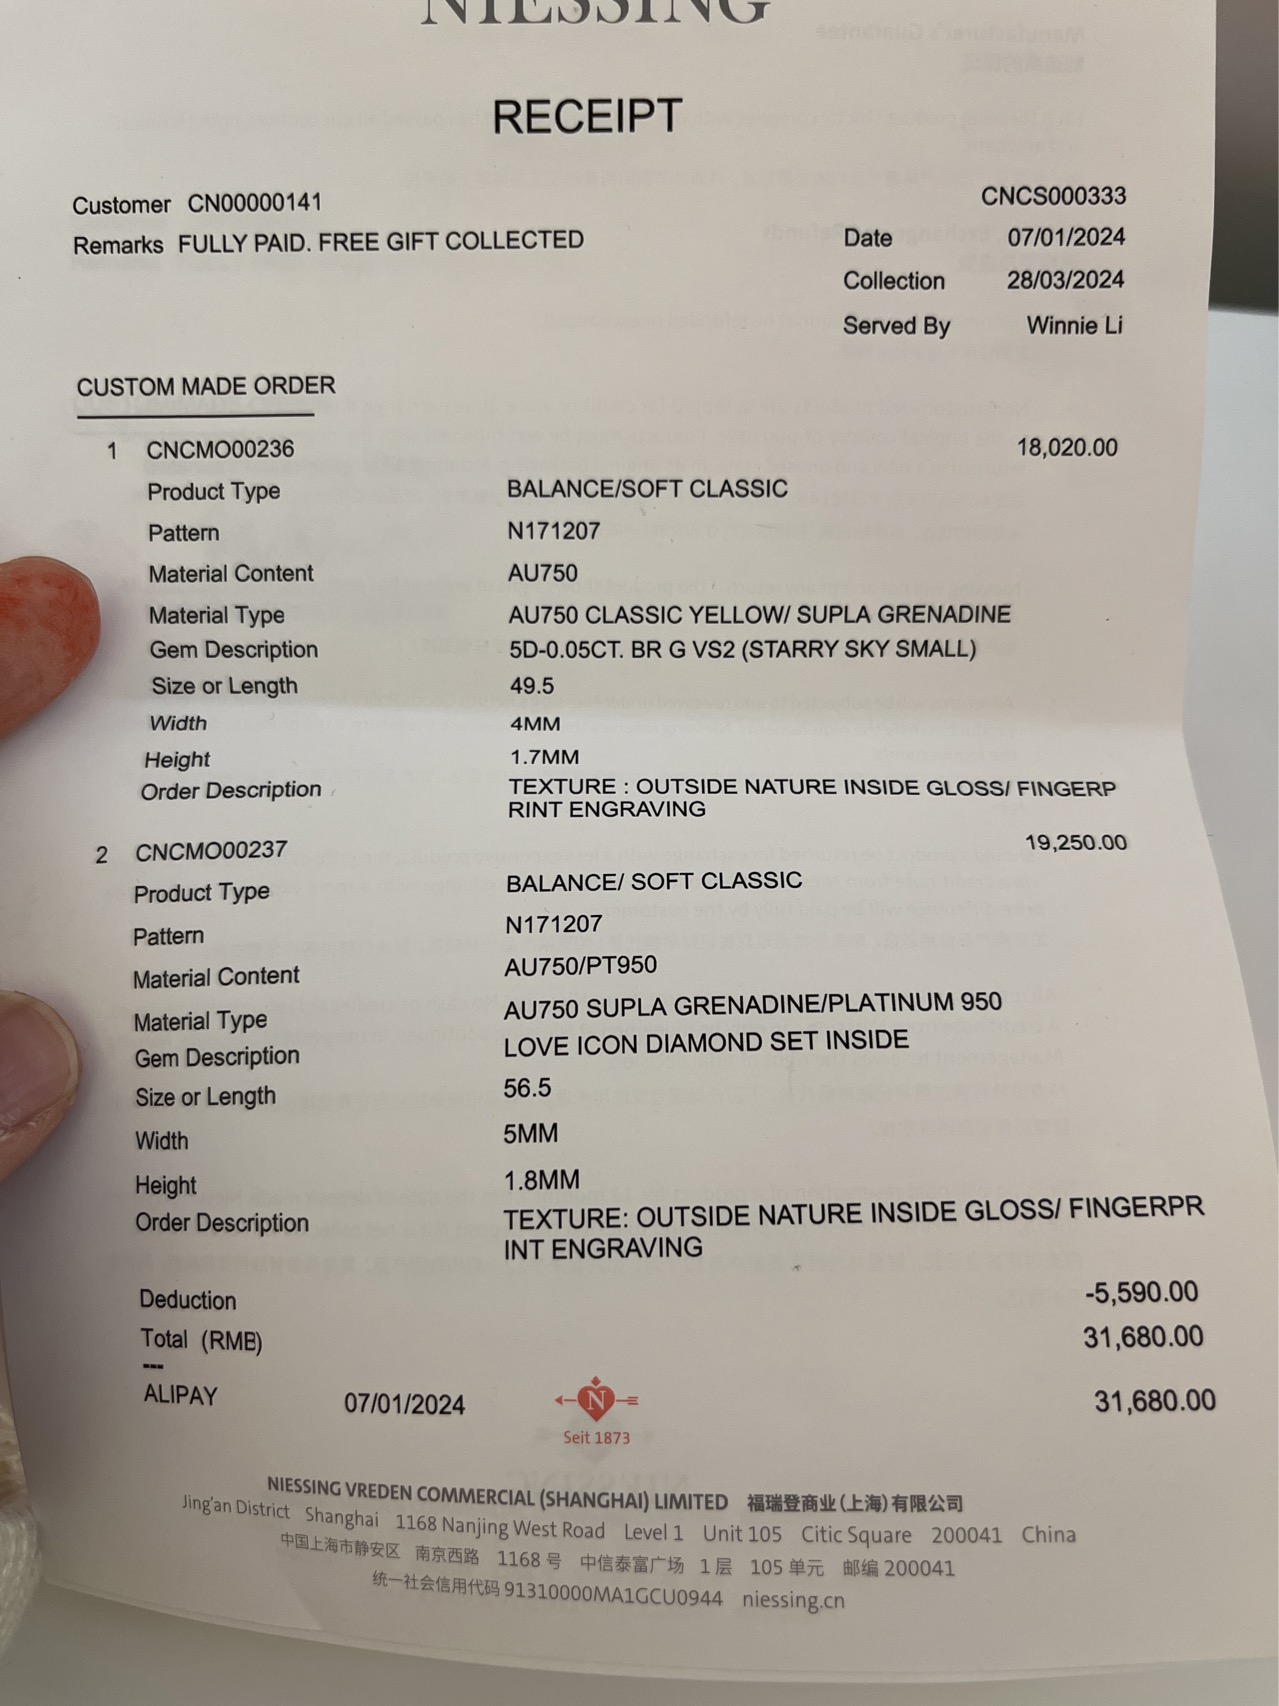 NIESSING
RECEIPT
Customer CN00000141
CNCS000333
Remarks FULLY PAID. FREE GIFT COLLECTED
Date 07/01/2024
Collection 28/03/2024
Served By Winnie Li
CUSTOM MADE ORDER
1 CNCMO00236 18,020.00
Product Type BALANCE/SOFT CLASSIC
Pattern N171207
Material Content AU750
Material Type AU750 CLASSIC YELLOW/ SUPLA GRENADINE
Gem Description 5D-0.05CT. BR G VS2 (STARRY SKY SMALL)
Size or Length 49.5
Width 4MM
Height 1.7MM
Order Description TEXTURE : OUTSIDE NATURE INSIDE GLOSS/ FINGERP
RINT ENGRAVING
2 CNCMO00237 19,250.00
Product Type BALANCE/ SOFT CLASSIC
Pattern N171207
Material Content AU750/PT950
Material Type AU750 SUPLA GRENADINE/PLATINUM 950
Gem Description LOVE ICON DIAMOND SET INSIDE
Size or Length 56.5
Width 5MM
Height 1.8MM
Order Description TEXTURE: OUTSIDE NATURE INSIDE GLOSS/ FINGERPR
INT ENGRAVING
Deduction -5,590.00
Total (RMB) 31,680.00
---
ALIPAY 07/01/2024 31,680.00
N
Seit 1873
NIESSING VREDEN COMMERCIAL (SHANGHAI) LIMITED 福瑞登商业(上海)有限公司
Jing'an District Shanghai 1168 Nanjing West Road Level 1 Unit 105 Citic Square 200041 China
中国上海市静安区 南京西路 1168 号 中信泰富广场 1 层 105 单元 邮编 200041
统一社会信用代码 91310000MA1GCU0944 niessing.cn